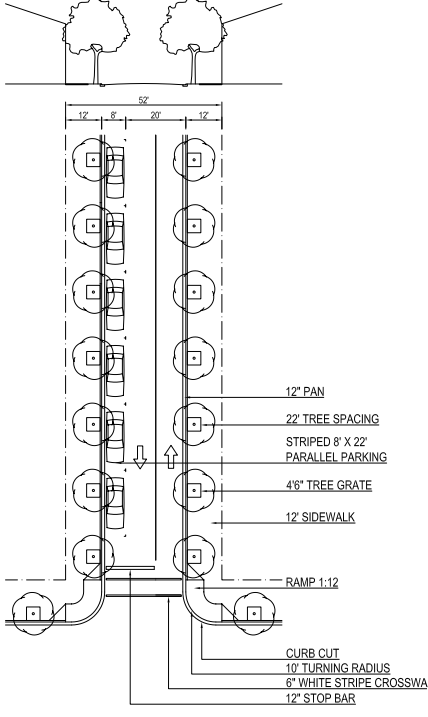 52'
12' 8' 20' 12'
12" PAN
22' TREE SPACING
STRIPED 8' X 22'
PARALLEL PARKING
4'6" TREE GRATE
12' SIDEWALK
RAMP 1:12
CURB CUT
10' TURNING RADIUS
6" WHITE STRIPE CROSSWA
12" STOP BAR